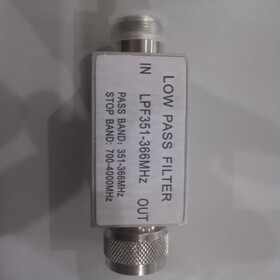 LOW PASS FILTER
IN LPF351-366MHz OUT
PASS BAND: 351-366MHz
STOP BAND: 700-4000MHz